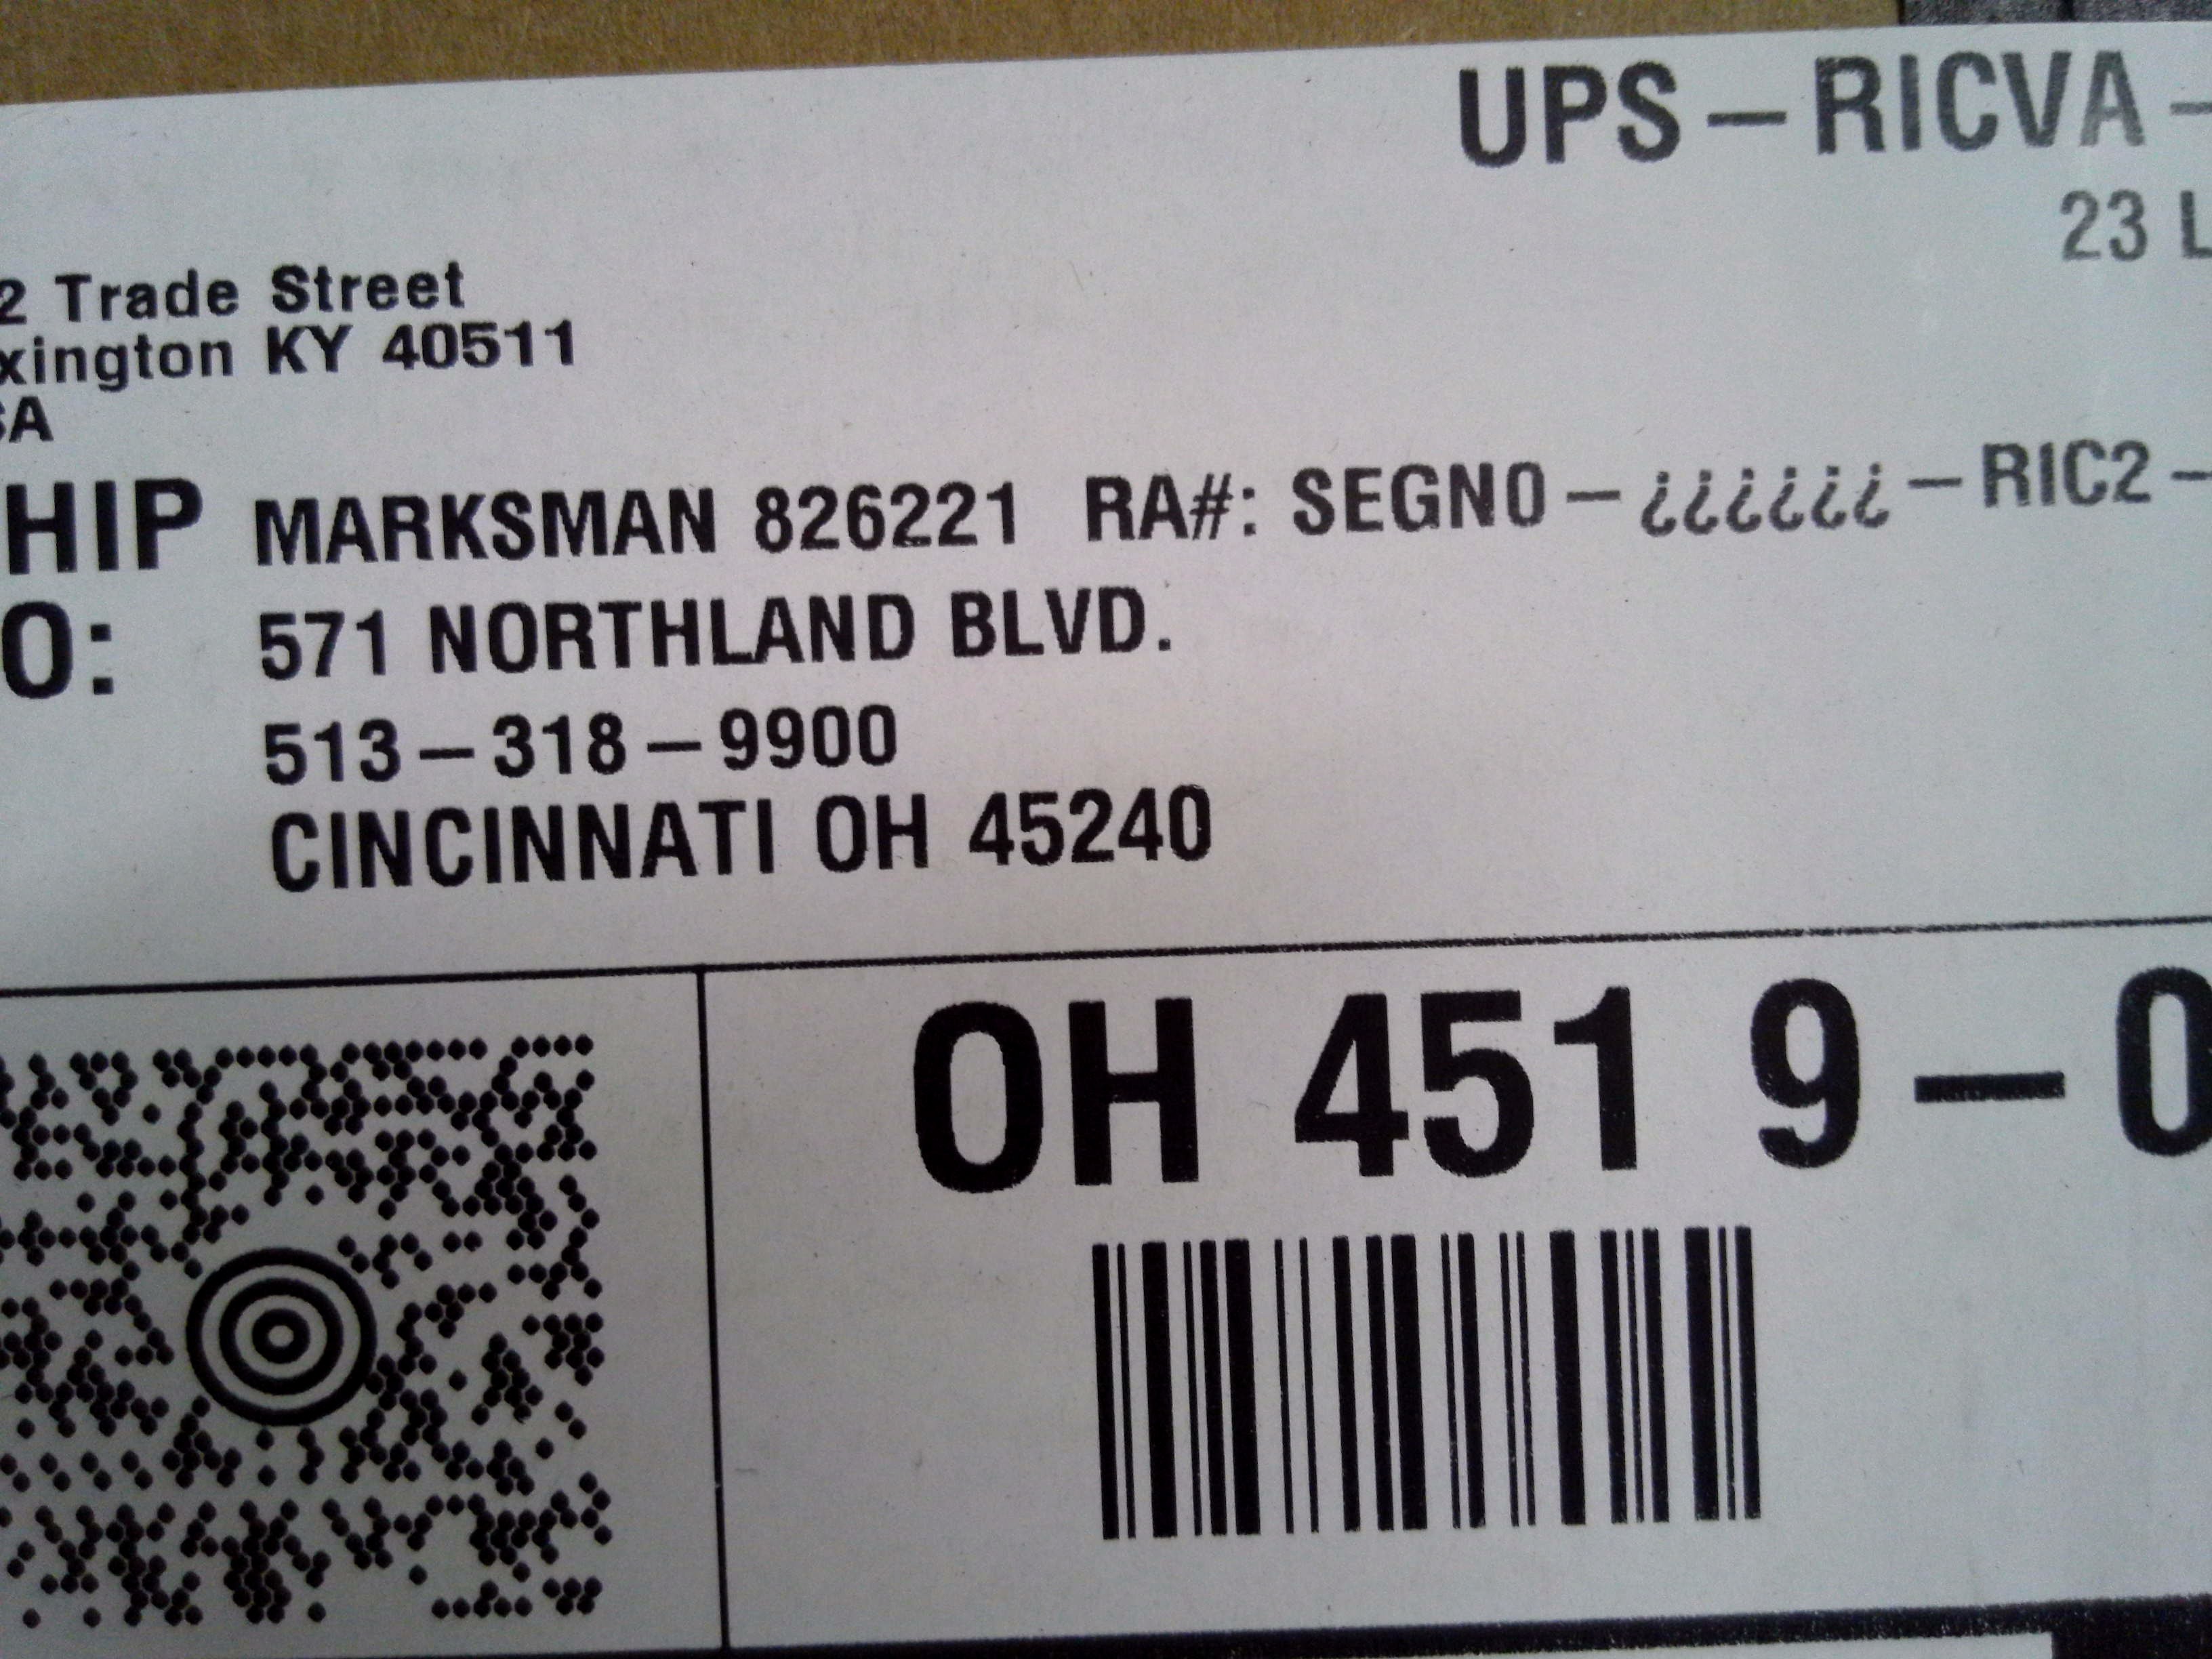 UPS-RICVA-
23 L
2 Trade Street
xington KY 40511
SA
HIP MARKSMAN 826221 RA#: SEGNO-¿¿¿¿¿¿-RIC2-
O: 571 NORTHLAND BLVD.
513-318-9900
CINCINNATI OH 45240
OH 451 9-0